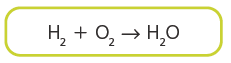 H₂ + O₂ → H₂O